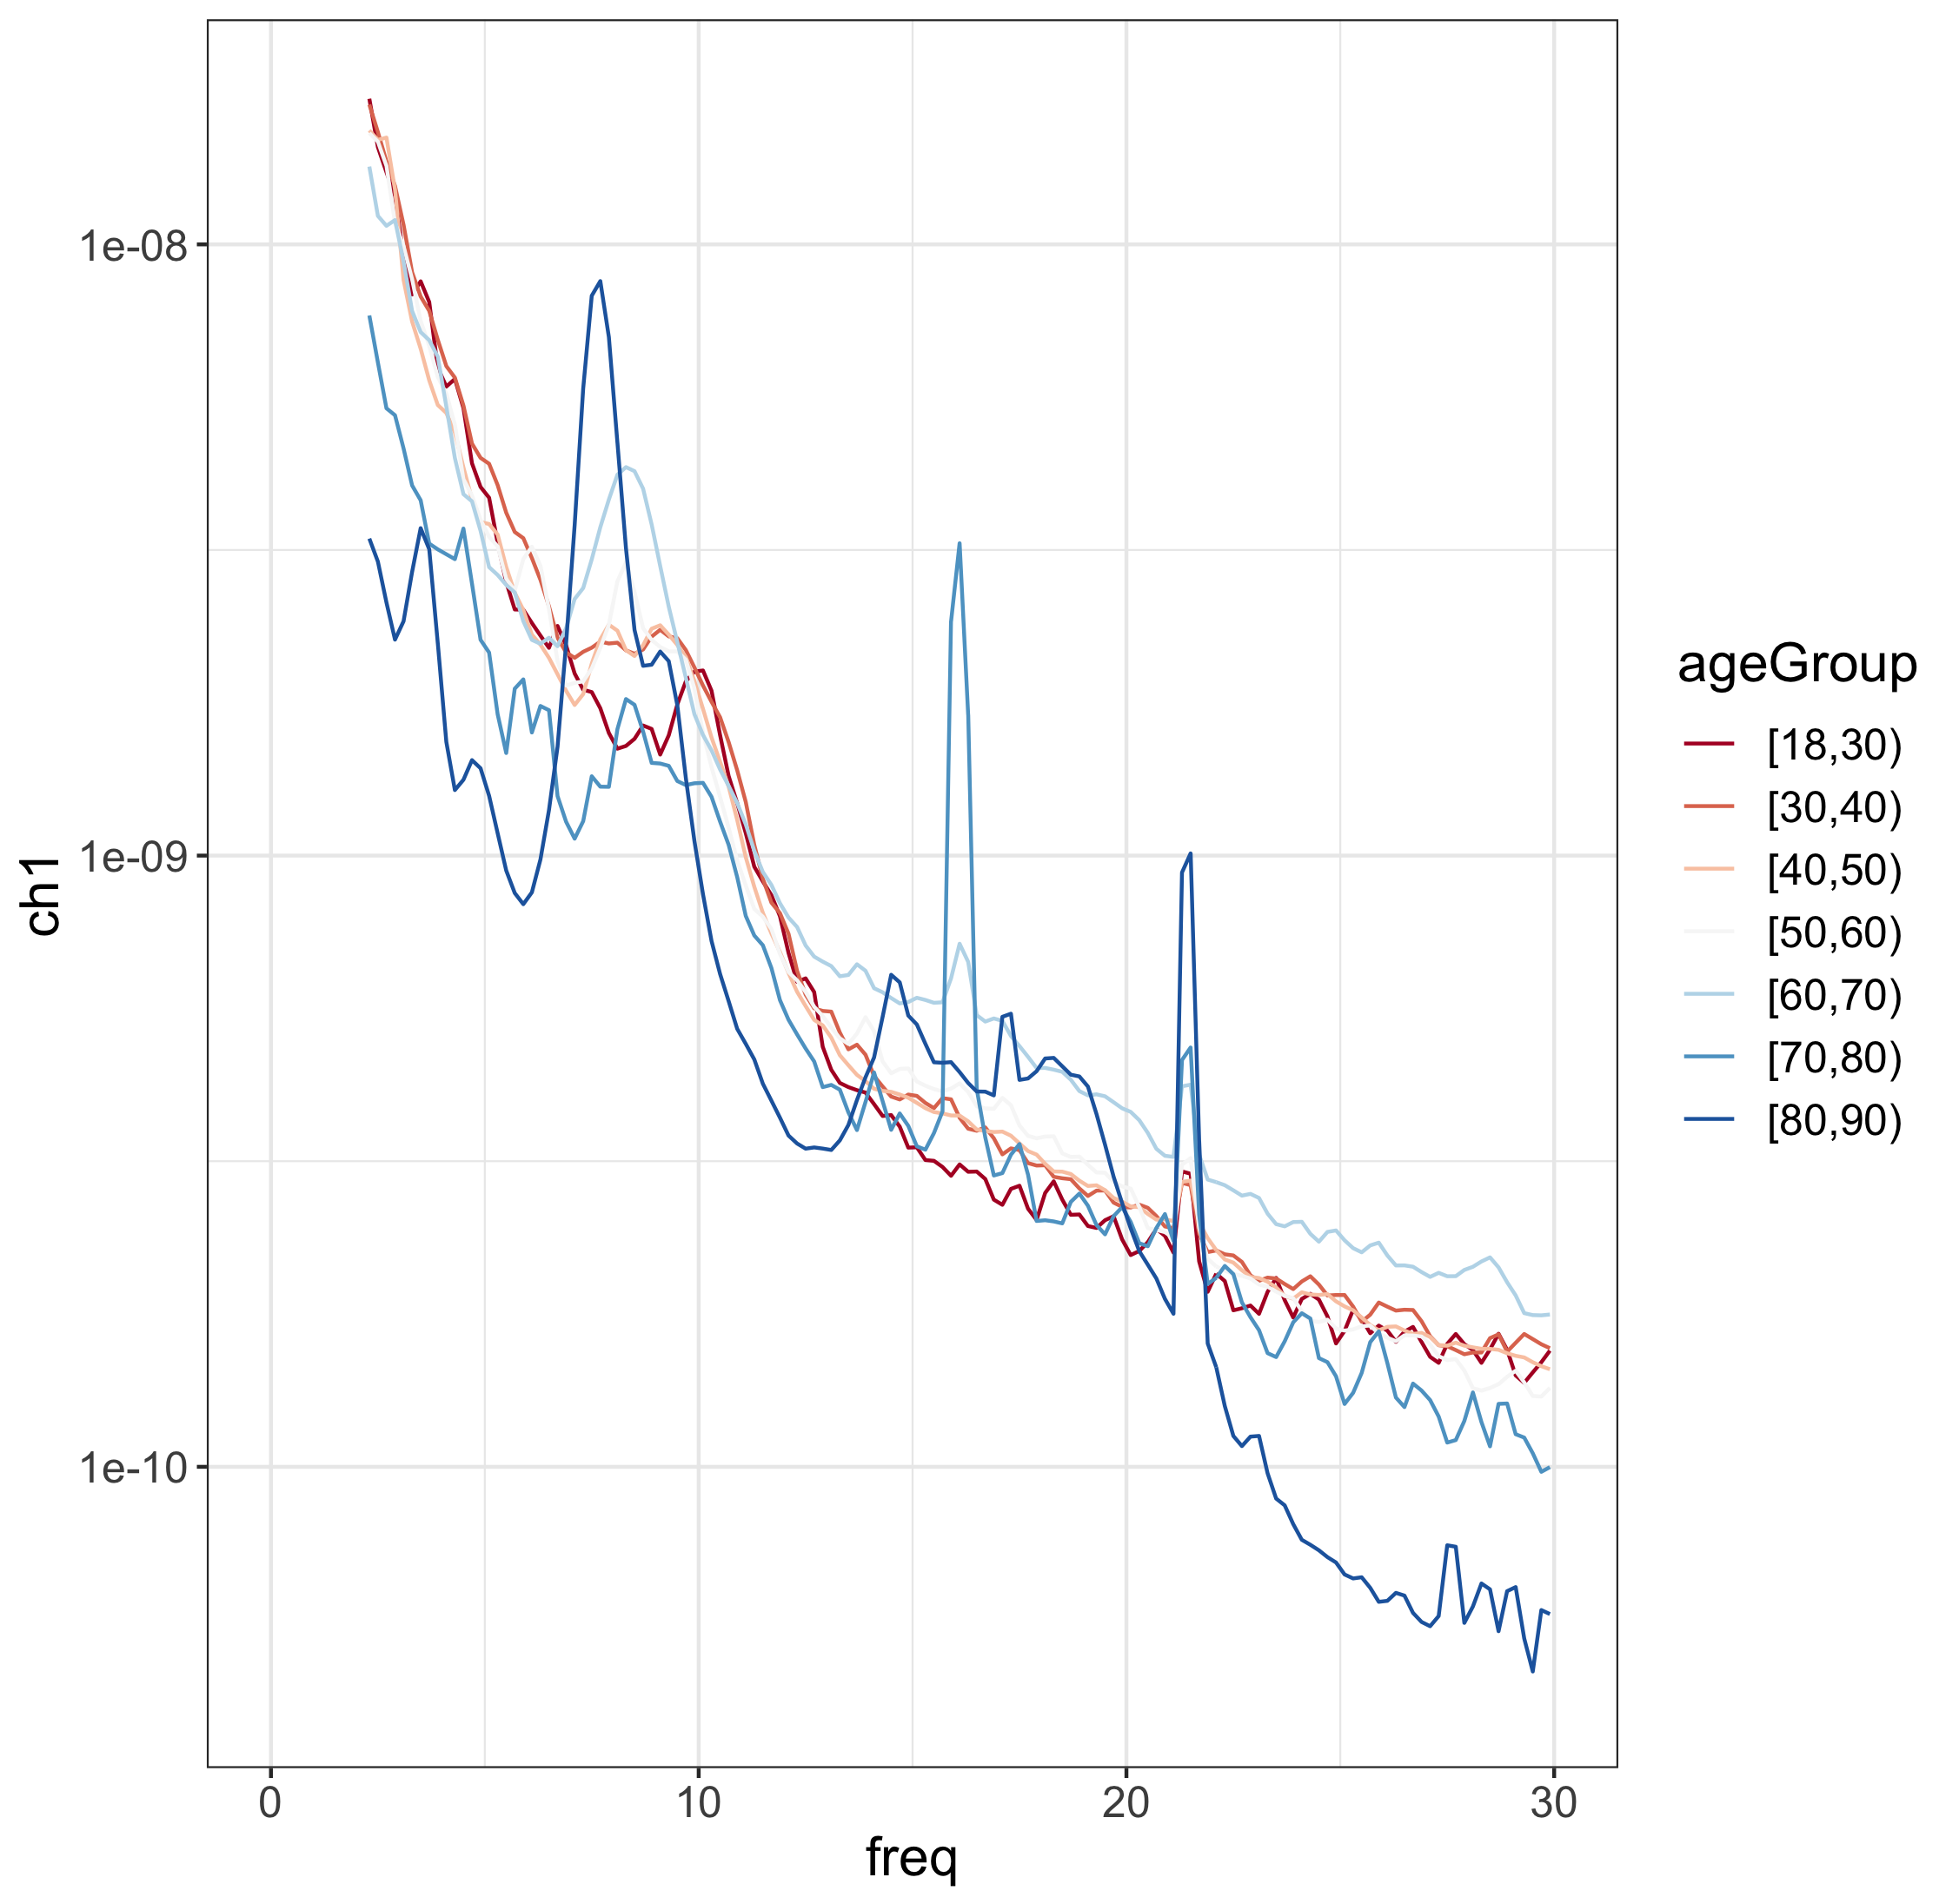 1e-08
1e-09
1e-10
ch1
0
10
20
30
freq
ageGroup
[18,30)
[30,40)
[40,50)
[50,60)
[60,70)
[70,80)
[80,90)